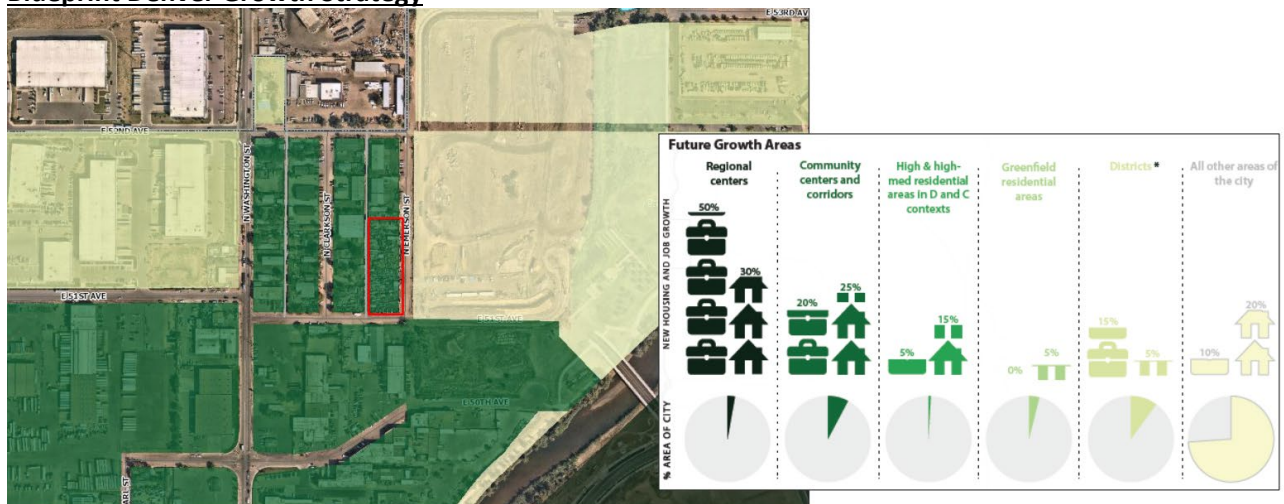 Blueprint Denver Growth Strategy
E 53RD AV
E 52ND AVE
N WASHINGTON ST
N CLARKSON ST
N EMERSON ST
E 51ST AVE
E 51ST AVE
E 50TH AVE
ARL ST
Future Growth Areas
Regional
centers
Community
centers and
corridors
High & high-
med residential
areas in D and C
contexts
Greenfield
residential
areas
Districts *
All other areas of
the city
NEW HOUSING AND JOB GROWTH
50%
30%
20%
25%
5%
15%
0%
5%
15%
5%
10%
20%
% AREA OF CITY